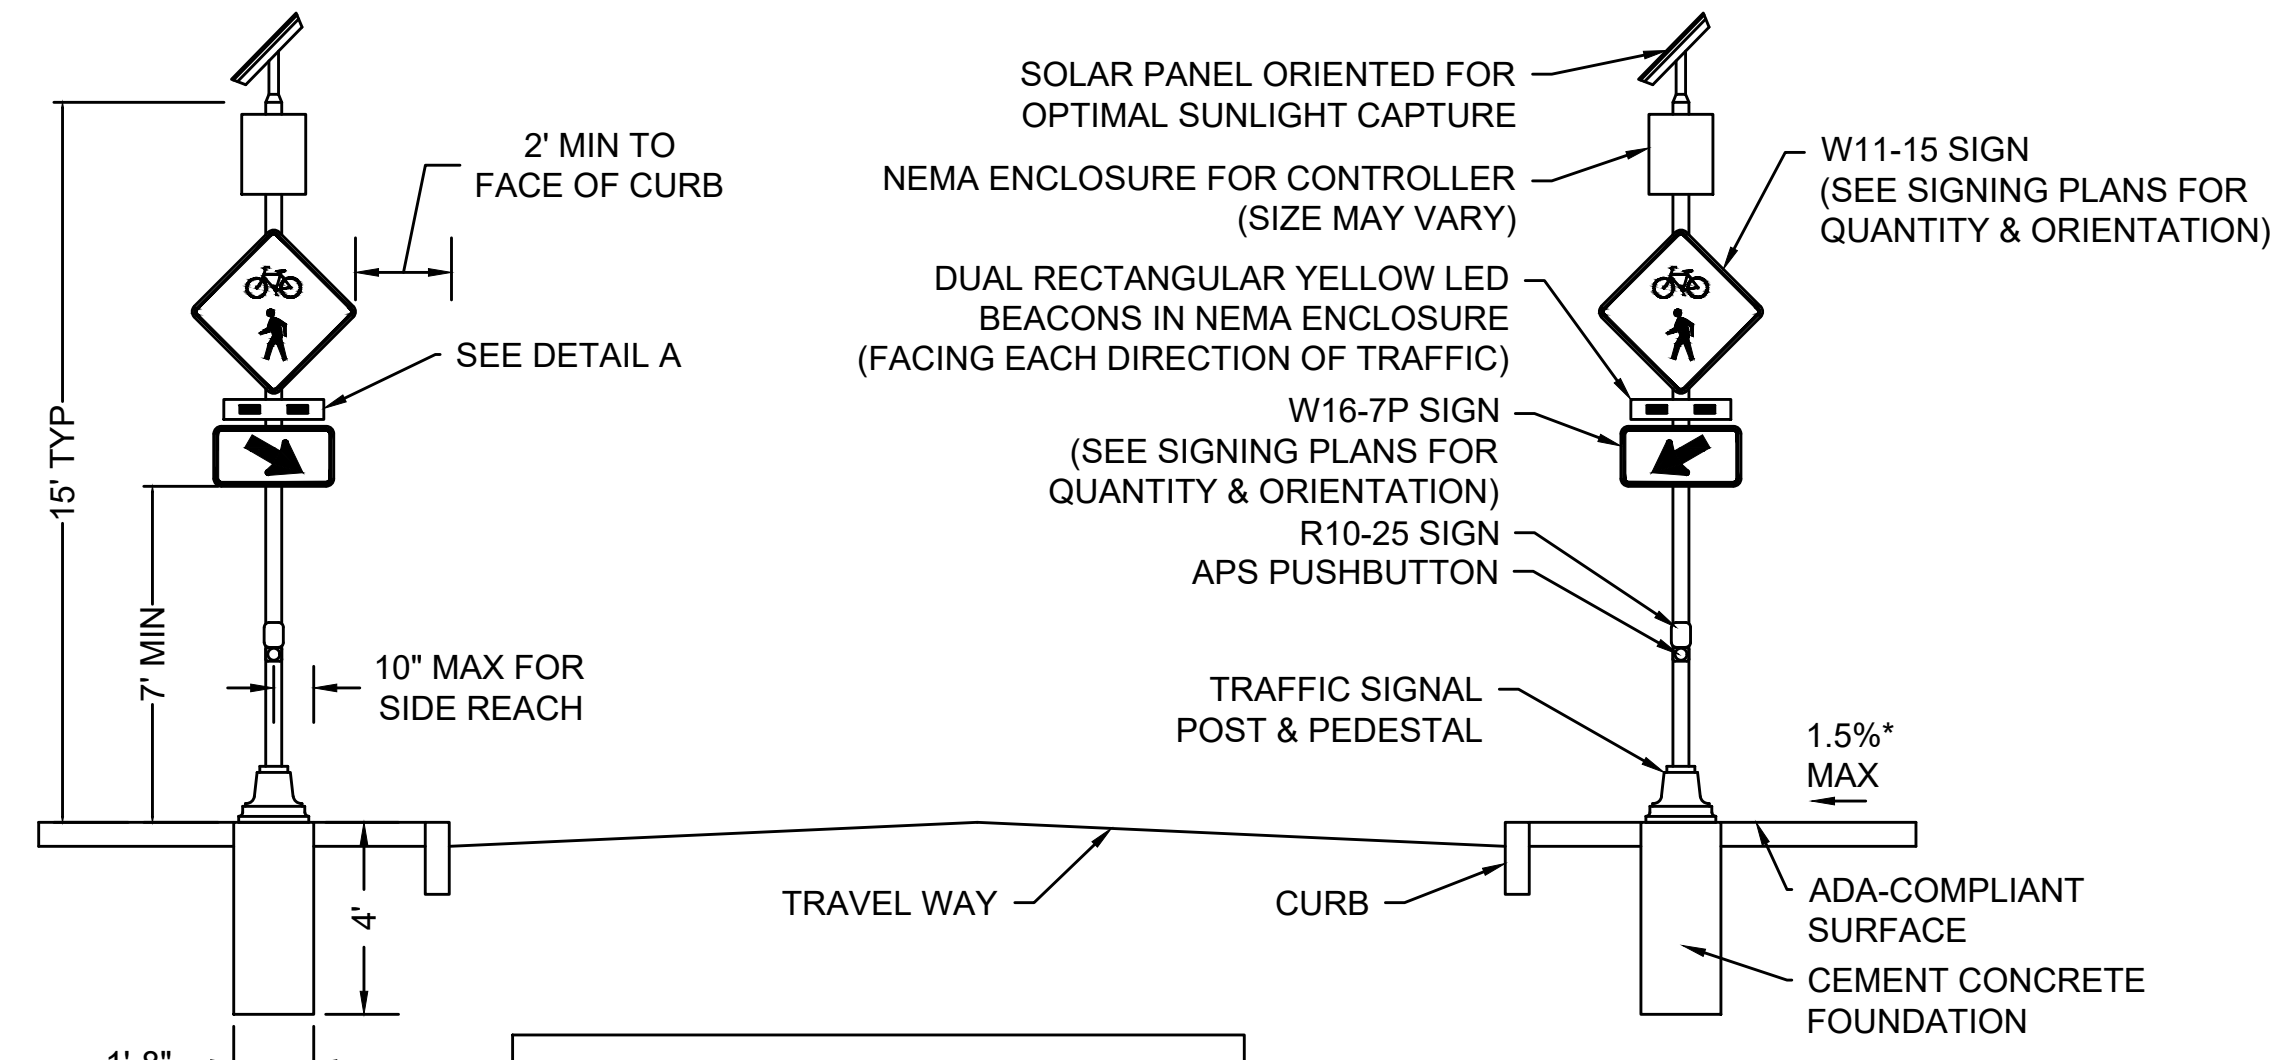 SOLAR PANEL ORIENTED FOR
OPTIMAL SUNLIGHT CAPTURE
2' MIN TO
FACE OF CURB
NEMA ENCLOSURE FOR CONTROLLER
(SIZE MAY VARY)
W11-15 SIGN
(SEE SIGNING PLANS FOR
QUANTITY & ORIENTATION)
DUAL RECTANGULAR YELLOW LED
BEACONS IN NEMA ENCLOSURE
(FACING EACH DIRECTION OF TRAFFIC)
SEE DETAIL A
W16-7P SIGN
(SEE SIGNING PLANS FOR
QUANTITY & ORIENTATION)
15' TYP
R10-25 SIGN
APS PUSHBUTTON
7' MIN
10" MAX FOR
SIDE REACH
TRAFFIC SIGNAL
POST & PEDESTAL
1.5%*
MAX
TRAVEL WAY
CURB
4'
ADA-COMPLIANT
SURFACE
CEMENT CONCRETE
FOUNDATION
1'-8"